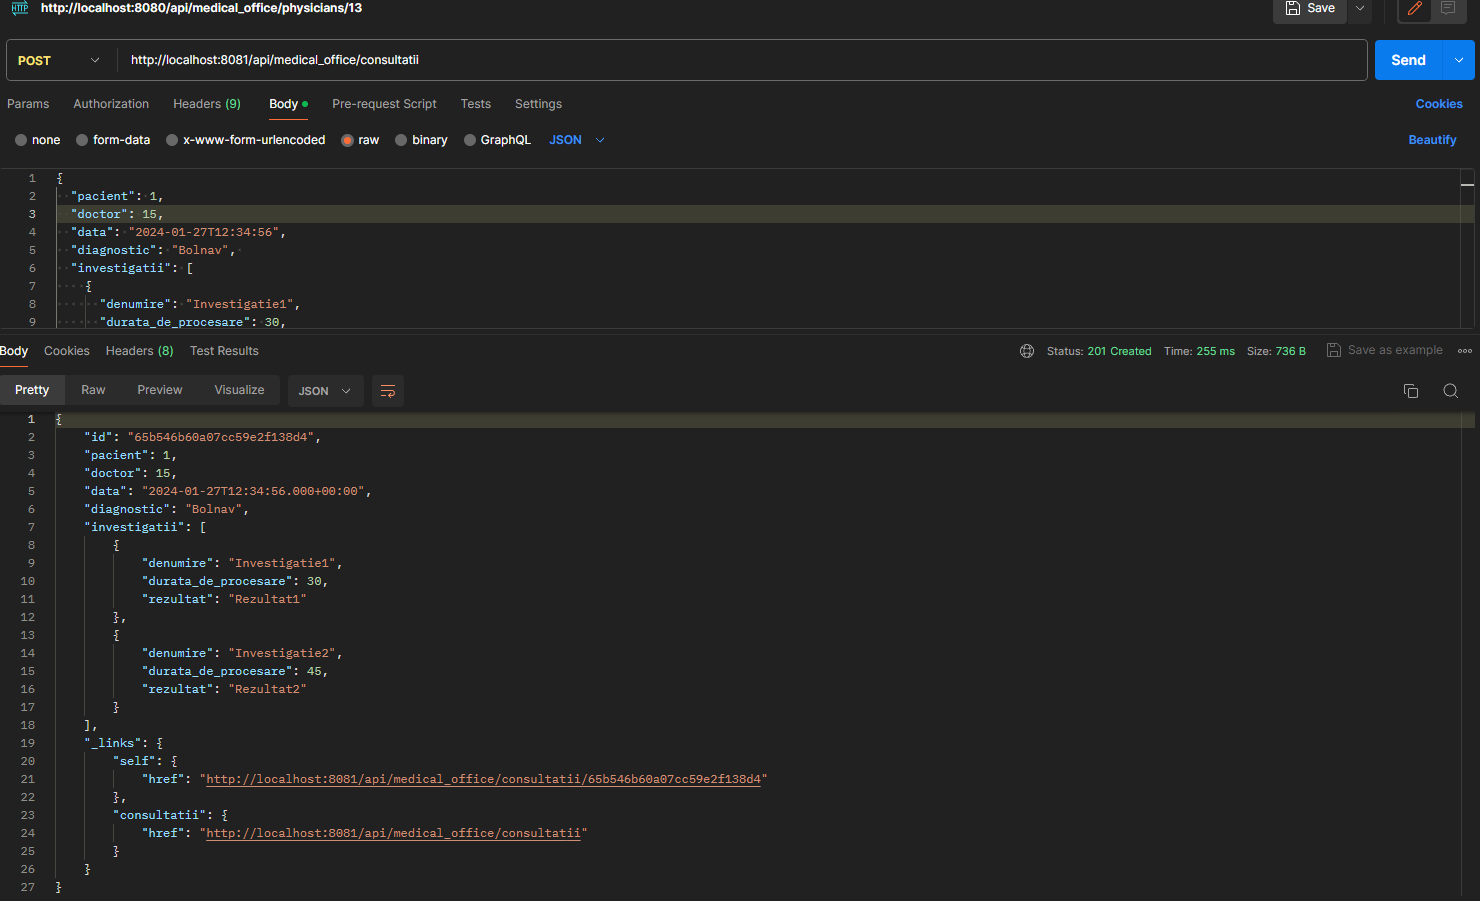 HTTP http://localhost:8080/api/medical_office/physicians/13 Save
POST http://localhost:8081/api/medical_office/consultatii Send
Params Authorization Headers (9) Body Pre-request Script Tests Settings Cookies
none form-data x-www-form-urlencoded raw binary GraphQL JSON Beautify
1 {
2 "pacient": 1,
3 "doctor": 15,
4 "data": "2024-01-27T12:34:56",
5 "diagnostic": "Bolnav",
6 "investigatii": [
7 {
8 "denumire": "Investigatie1",
9 "durata_de_procesare": 30,
Body Cookies Headers (8) Test Results Status: 201 Created Time: 255 ms Size: 736 B Save as example
Pretty Raw Preview Visualize JSON
1 {
2 "id": "65b546b60a07cc59e2f138d4",
3 "pacient": 1,
4 "doctor": 15,
5 "data": "2024-01-27T12:34:56.000+00:00",
6 "diagnostic": "Bolnav",
7 "investigatii": [
8 {
9 "denumire": "Investigatie1",
10 "durata_de_procesare": 30,
11 "rezultat": "Rezultat1"
12 },
13 {
14 "denumire": "Investigatie2",
15 "durata_de_procesare": 45,
16 "rezultat": "Rezultat2"
17 }
18 ],
19 "_links": {
20 "self": {
21 "href": "http://localhost:8081/api/medical_office/consultatii/65b546b60a07cc59e2f138d4"
22 },
23 "consultatii": {
24 "href": "http://localhost:8081/api/medical_office/consultatii"
25 }
26 }
27 }